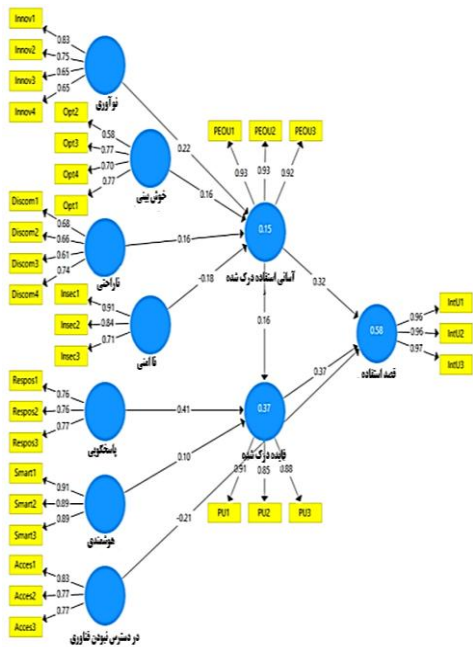 Innov1
0.83
Innov2
0.75
Innov3
0.65
Innov4
0.65
نوآوری
0.22
Opt2
0.58
Opt3
0.77
Opt4
0.70
Opt1
0.77
خوش بینی
0.16
PEOU1
PEOU2
PEOU3
0.93
0.93
0.92
0.15
آسانی استفاده درک شده
Discom1
0.68
Discom2
0.66
Discom3
0.61
Discom4
0.74
ناراحتی
0.16
Insec1
0.91
Insec2
0.84
Insec3
0.71
ناامنی
-0.18
0.32
0.16
0.58
قصد استفاده
0.96
IntU1
0.96
IntU2
0.97
IntU3
Respos1
0.76
Respos2
0.76
Respos3
0.77
پاسخگویی
0.41
0.37
فایده درک شده
0.37
0.91
0.85
0.88
PU1
PU2
PU3
Smart1
0.91
Smart2
0.89
Smart3
0.89
هوشمندی
0.10
-0.21
Acces1
0.83
Acces2
0.77
Acces3
0.77
در دسترس نبودن فناوری